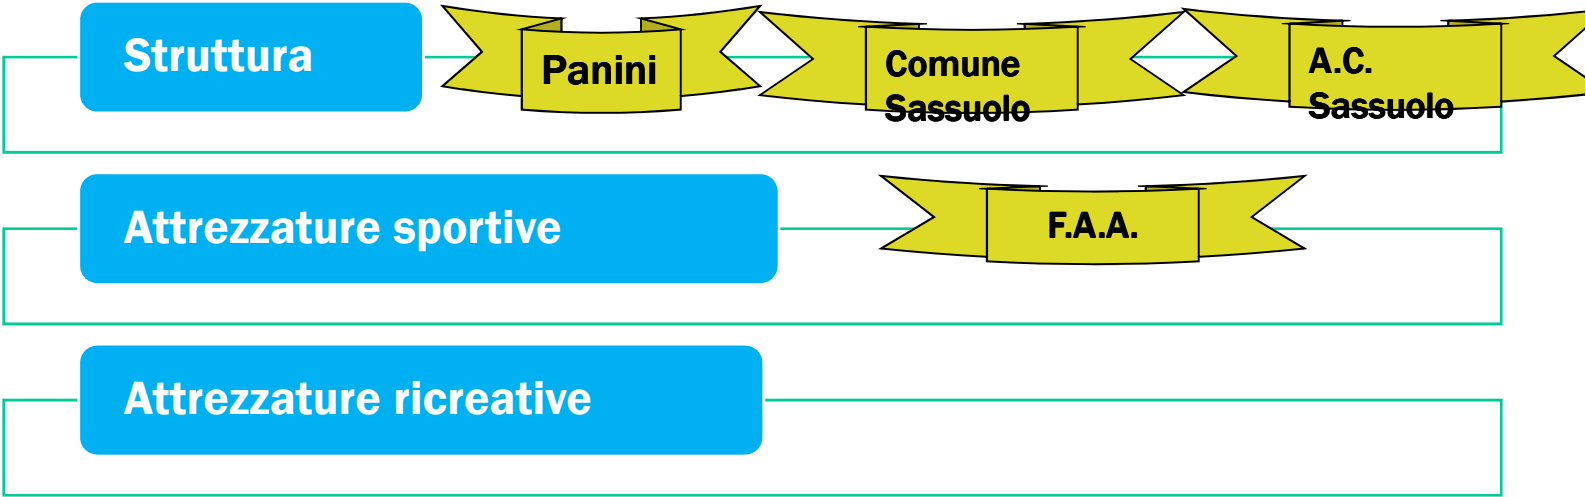 Struttura
Panini
Comune
Sassuolo
A.C.
Sassuolo
Attrezzature sportive
F.A.A.
Attrezzature ricreative